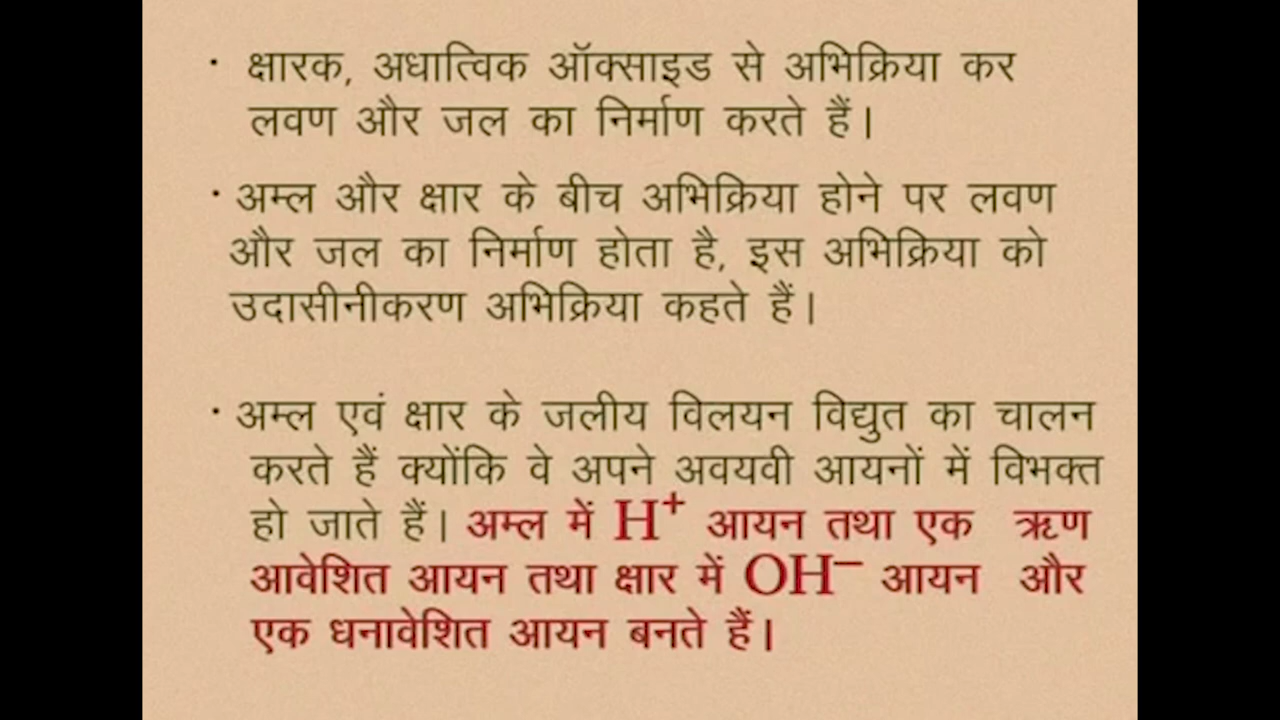 · क्षारक, अधात्विक ऑक्साइड से अभिक्रिया कर
लवण और जल का निर्माण करते हैं।
· अम्ल और क्षार के बीच अभिक्रिया होने पर लवण
और जल का निर्माण होता है, इस अभिक्रिया को
उदासीनीकरण अभिक्रिया कहते हैं।
· अम्ल एवं क्षार के जलीय विलयन विद्युत का चालन
करते हैं क्योंकि वे अपने अवयवी आयनों में विभक्त
हो जाते हैं। अम्ल में H⁺ आयन तथा एक ऋण
आवेशित आयन तथा क्षार में OH⁻ आयन और
एक धनावेशित आयन बनते हैं।